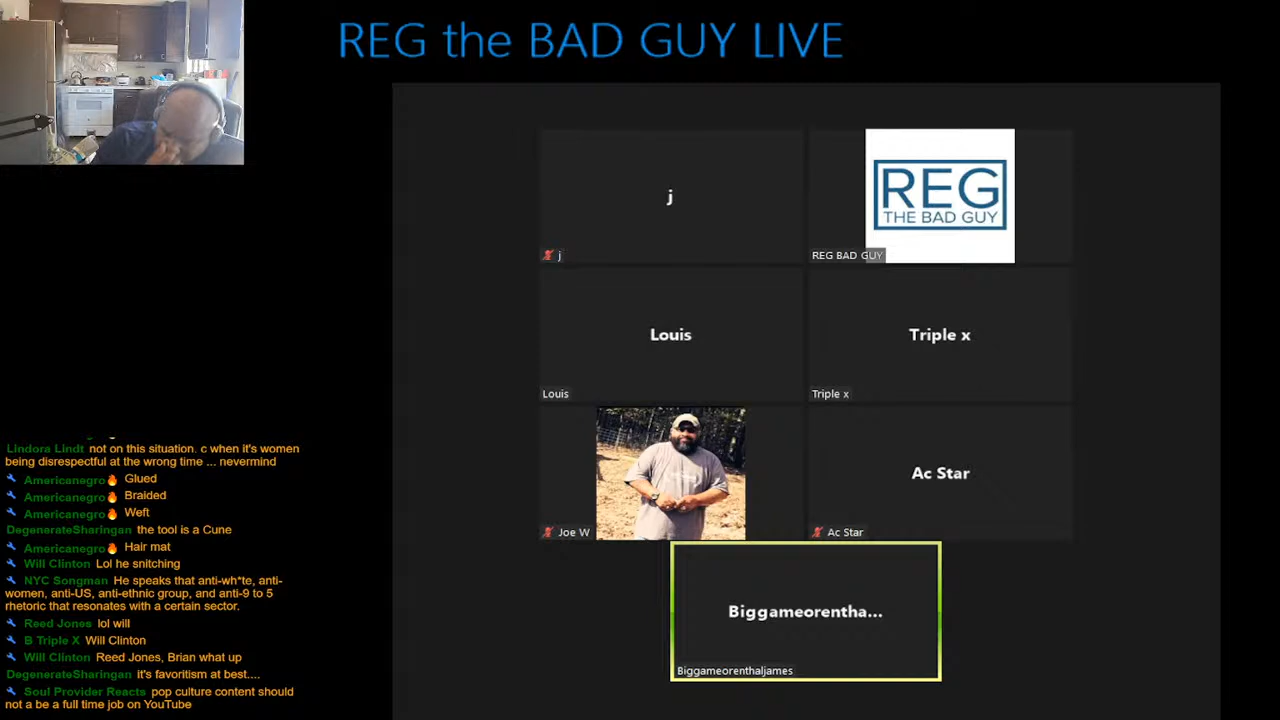 REG the BAD GUY LIVE
j
j
REG
THE BAD GUY
REG BAD GUY
Louis
Louis
Triple x
Triple x
Joe W
Ac Star
Ac Star
Biggameorentha...
Biggameorenthaljames
Lindora Lindt not on this situation. c when it's women
being disrespectful at the wrong time ... nevermind
Americanegro🔥 Glued
Americanegro🔥 Braided
Americanegro🔥 Weft
DegenerateSharingan the tool is a Cune
Americanegro🔥 Hair mat
Will Clinton Lol he snitching
NYC Songman He speaks that anti-wh*te, anti-
women, anti-US, anti-ethnic group, and anti-9 to 5
rhetoric that resonates with a certain sector.
Reed Jones lol will
B Triple X Will Clinton
Will Clinton Reed Jones, Brian what up
DegenerateSharingan it's favoritism at best....
Soul Provider Reacts pop culture content should
not a be a full time job on YouTube